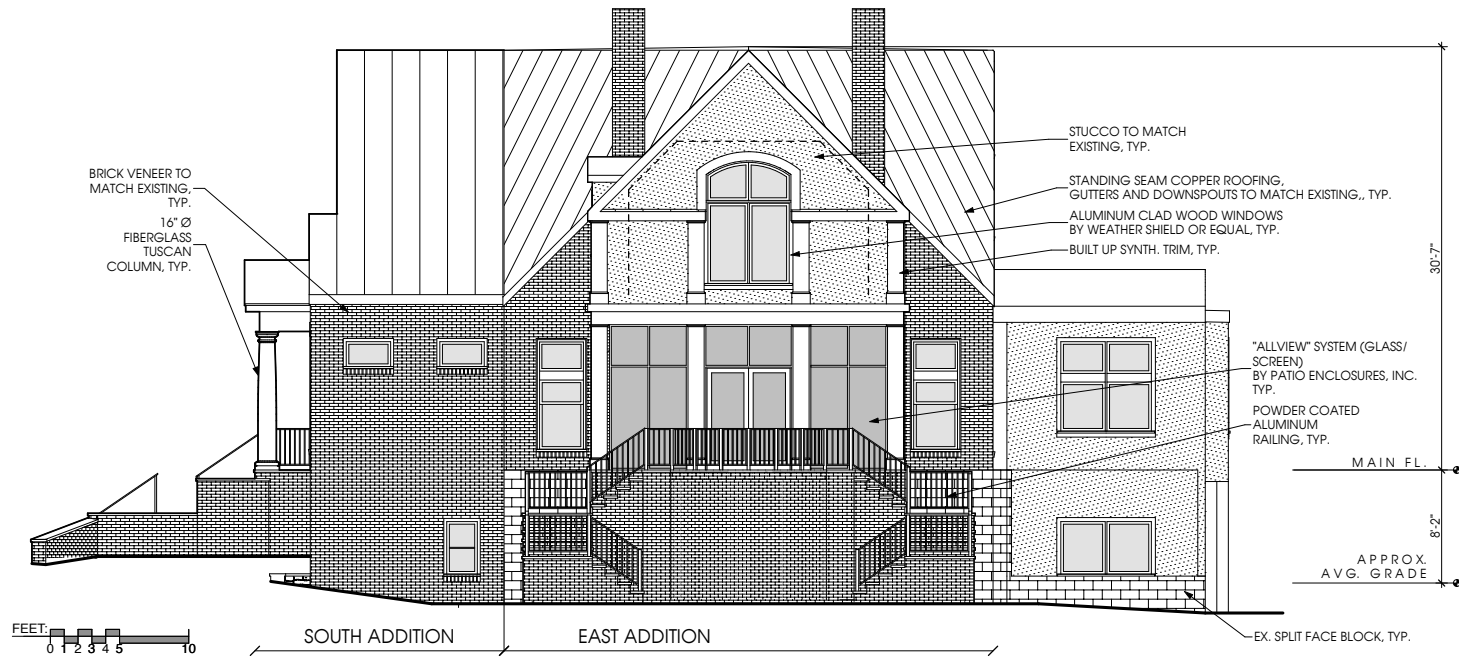 BRICK VENEER TO
MATCH EXISTING,
TYP.
16" Ø
FIBERGLASS
TUSCAN
COLUMN, TYP.
STUCCO TO MATCH
EXISTING, TYP.
STANDING SEAM COPPER ROOFING,
GUTTERS AND DOWNSPOUTS TO MATCH EXISTING,, TYP.
ALUMINUM CLAD WOOD WINDOWS
BY WEATHER SHIELD OR EQUAL, TYP.
BUILT UP SYNTH. TRIM, TYP.
30'-7"
"ALLVIEW" SYSTEM (GLASS/
SCREEN)
BY PATIO ENCLOSURES, INC.
TYP.
POWDER COATED
ALUMINUM
RAILING, TYP.
MAIN FL.
8'-2"
APPROX.
AVG. GRADE
EX. SPLIT FACE BLOCK, TYP.
FEET:
0 1 2 3 4 5 10
SOUTH ADDITION
EAST ADDITION